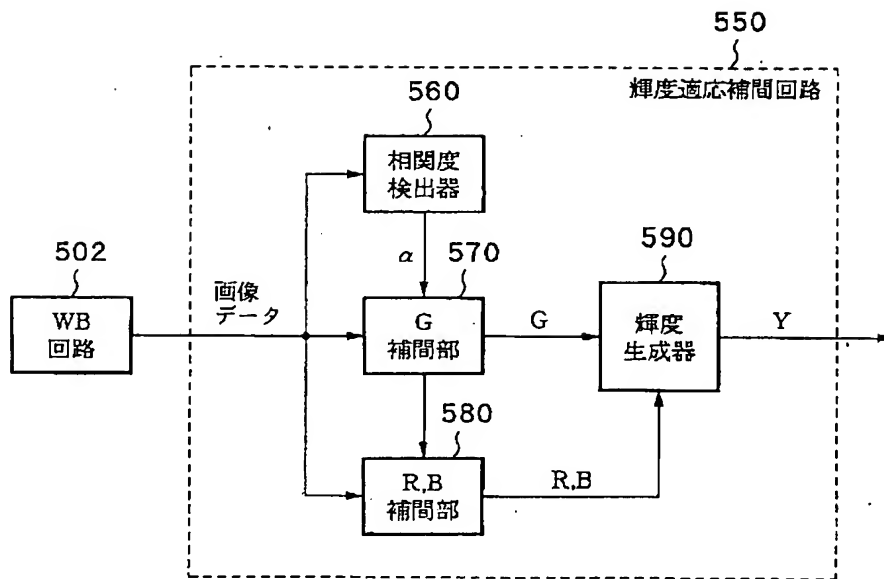 550
輝度適応補間回路
560
相関度
検出器
502
α
570
590
WB
回路
画像
データ
G
補間部
G
輝度
生成器
Y
580
R,B
補間部
R,B